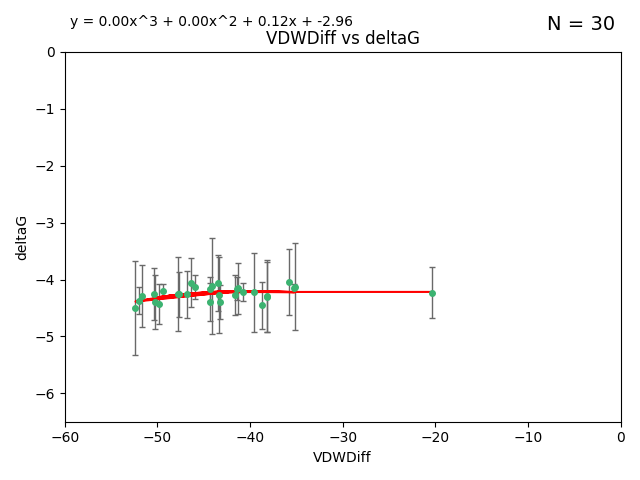 y = 0.00x^3 + 0.00x^2 + 0.12x + -2.96
N = 30
VDWDiff vs deltaG
0
−1
−2
−3
−4
−5
−6
deltaG
−60
−50
−40
−30
−20
−10
0
VDWDiff